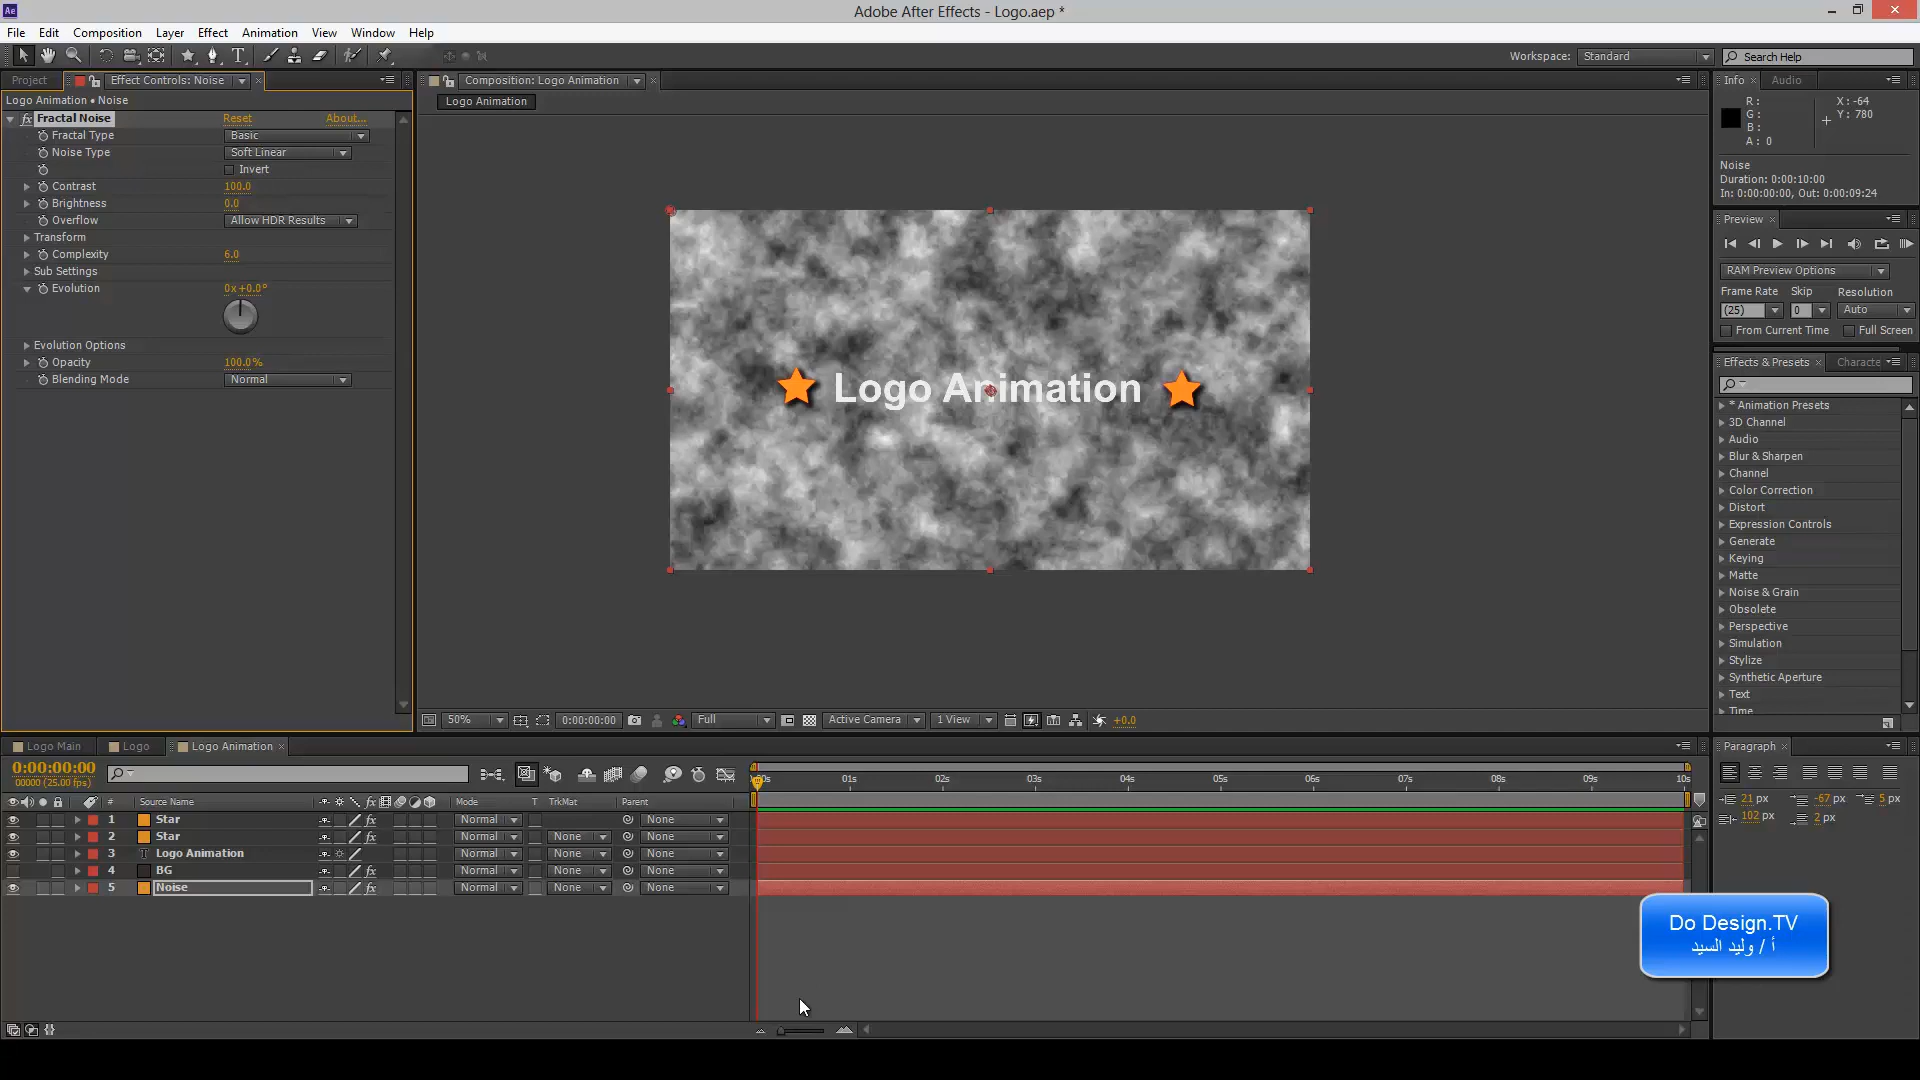 Adobe After Effects - Logo.aep *
File Edit Composition Layer Effect Animation View Window Help
Workspace: Standard Search Help
Project Effect Controls: Noise
Logo Animation • Noise
Fractal Noise Reset About...
Fractal Type Basic
Noise Type Soft Linear
Invert
Contrast 100.0
Brightness 0.0
Overflow Allow HDR Results
Transform
Complexity 6.0
Sub Settings
Evolution 0x+0.0°
Evolution Options
Opacity 100.0%
Blending Mode Normal
Composition: Logo Animation
Logo Animation
Logo Animation
50% 0:00:00:00 Full Active Camera 1 View +0.0
Info Audio
R: X: -64
G: Y: 780
B:
A: 0
Noise
Duration: 0:00:10:00
In: 0:00:00:00, Out: 0:00:09:24
Preview
RAM Preview Options
Frame Rate Skip Resolution
(25) 0 Auto
From Current Time Full Screen
Effects & Presets Characte
* Animation Presets
3D Channel
Audio
Blur & Sharpen
Channel
Color Correction
Distort
Expression Controls
Generate
Keying
Matte
Noise & Grain
Obsolete
Perspective
Simulation
Stylize
Synthetic Aperture
Text
Time
Logo Main Logo Logo Animation
0:00:00:00
00000 (25.00 fps)
# Source Name Mode T TrkMat Parent
01s 02s 03s 04s 05s 06s 07s 08s 09s 10s
1 Star Normal None
2 Star Normal None None
3 T Logo Animation Normal None None
4 BG Normal None None
5 Noise Normal None None
Paragraph
21 px -67 px 5 px
102 px 2 px
Do Design.TV
أ / وليد السيد